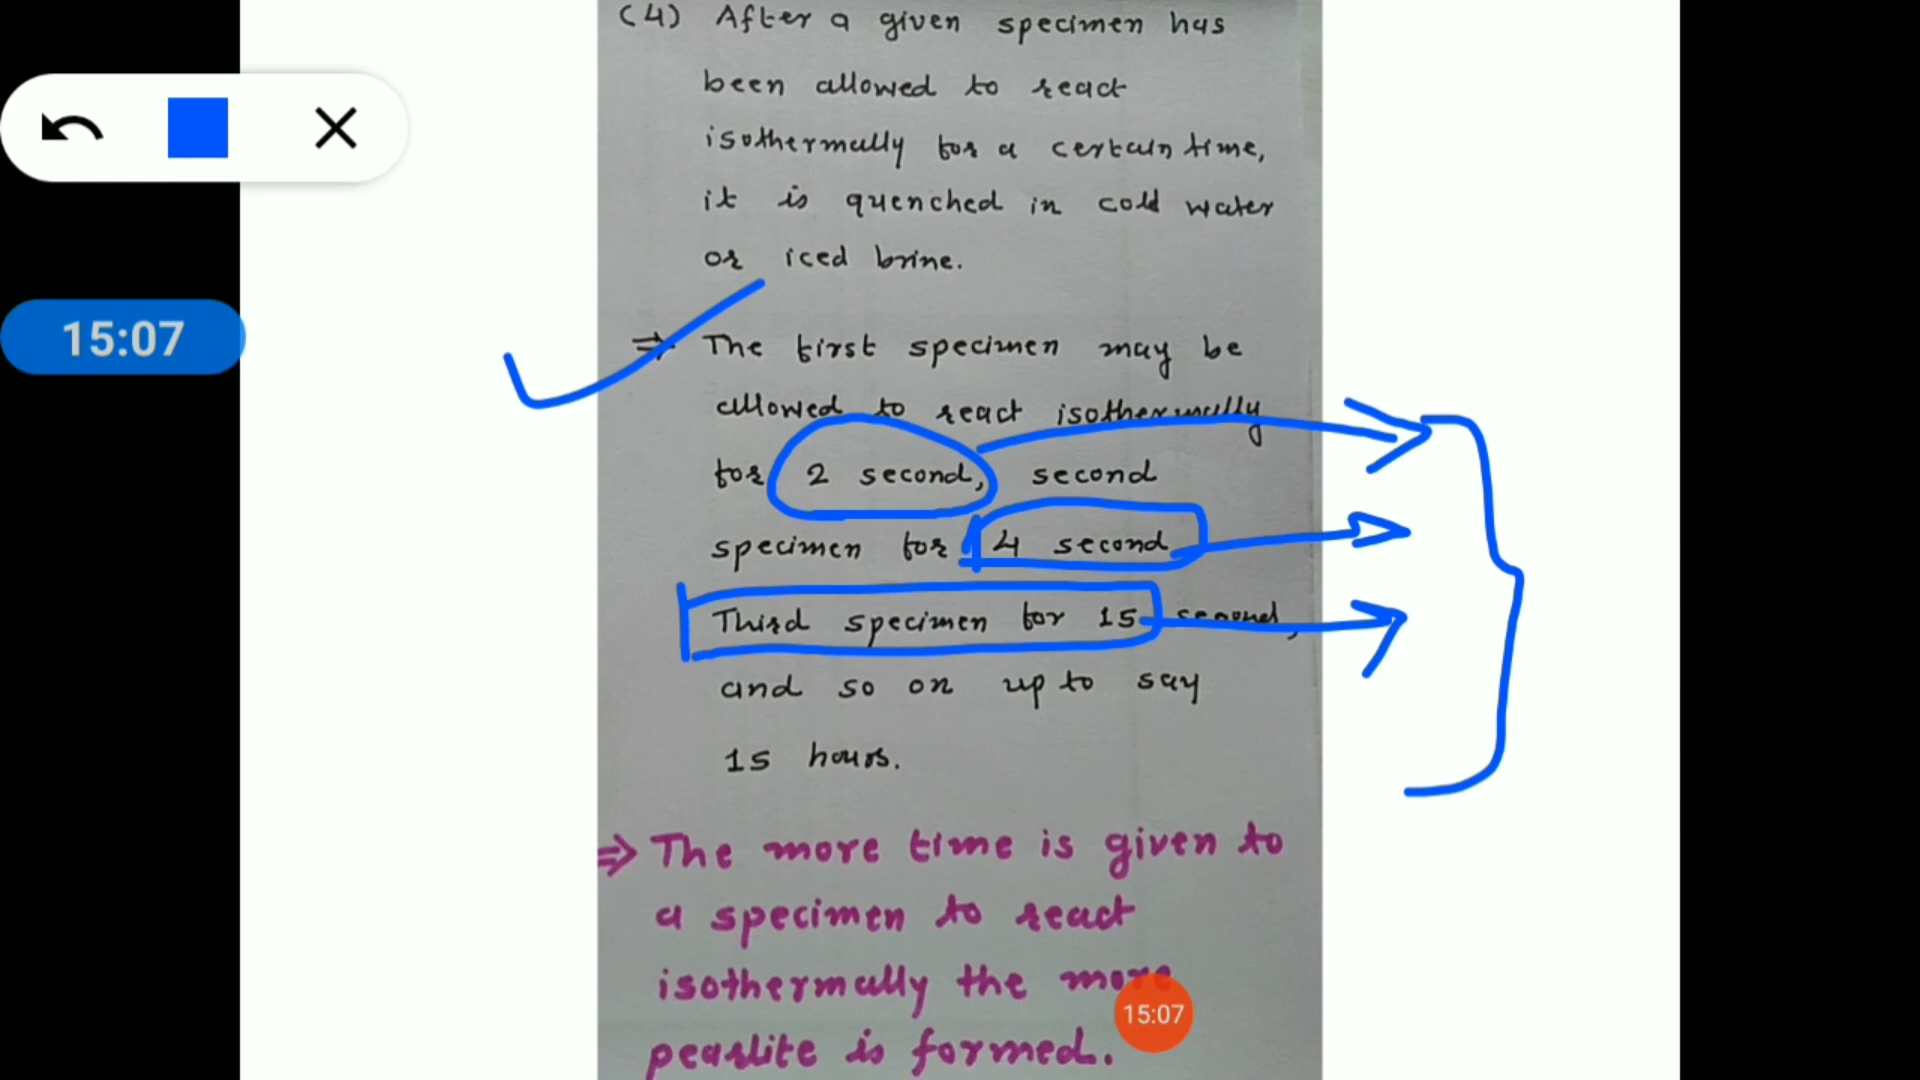 (4) After a given specimen has
been allowed to react
isothermally for a certain time,
it is quenched in cold water
or iced brine.
15:07
⇒ The first specimen may be
allowed to react isothermally
for 2 second, second
specimen for 4 second
Third specimen for 15 second,
and so on up to say
15 hours.
⇒ The more time is given to
a specimen to react
isothermally the more
15:07
pearlite is formed.